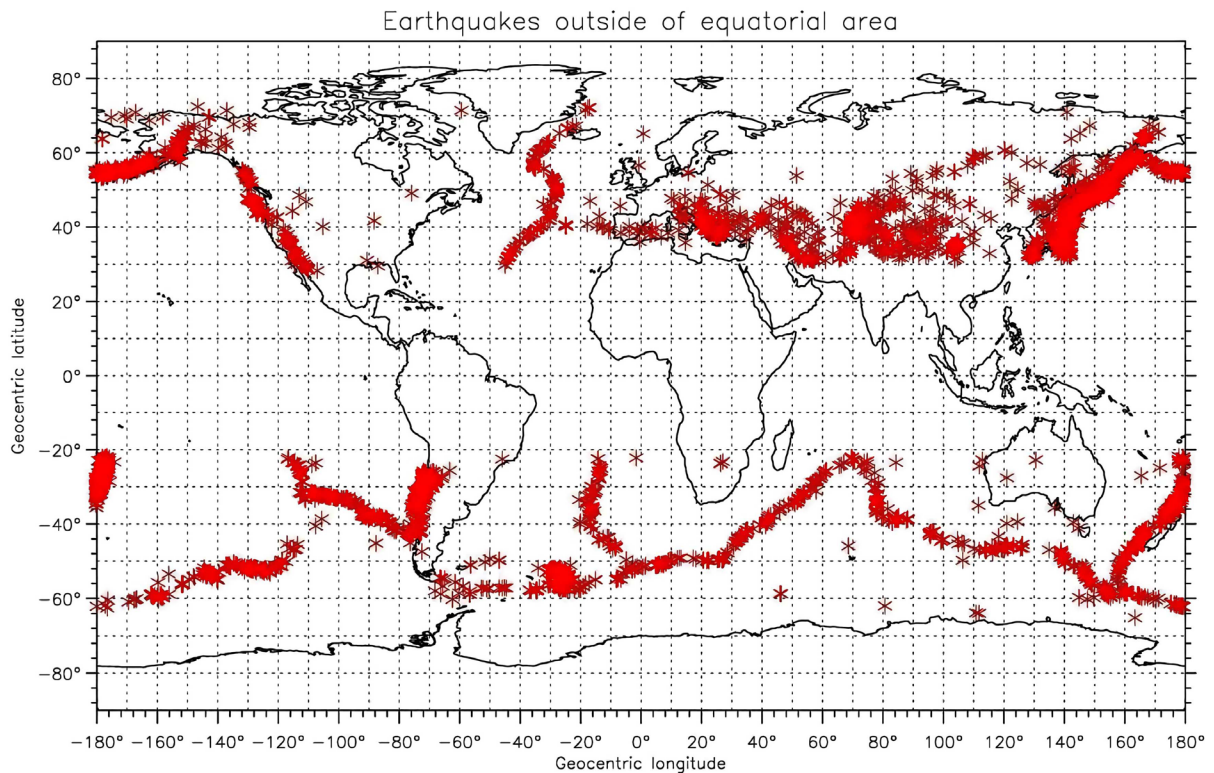 Earthquakes outside of equatorial area
80°
60°
40°
20°
0°
−20°
−40°
−60°
−80°
Geocentric latitude
−180° −160° −140° −120° −100° −80° −60° −40° −20° 0° 20° 40° 60° 80° 100° 120° 140° 160° 180°
Geocentric longitude